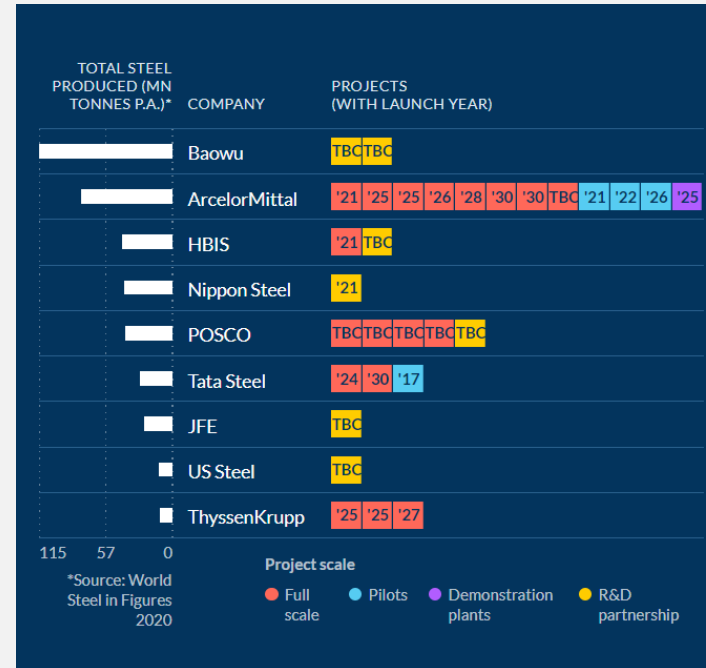 TOTAL STEEL
PRODUCED (MN
TONNES P.A.)*
COMPANY
PROJECTS
(WITH LAUNCH YEAR)
Baowu TBC TBC
ArcelorMittal '21 '25 '25 '26 '28 '30 '30 TBC '21 '22 '26 '25
HBIS '21 TBC
Nippon Steel '21
POSCO TBC TBC TBC TBC TBC
Tata Steel '24 '30 '17
JFE TBC
US Steel TBC
ThyssenKrupp '25 '25 '27
115 57 0
*Source: World
Steel in Figures
2020
Project scale
Full
scale
Pilots
Demonstration
plants
R&D
partnership